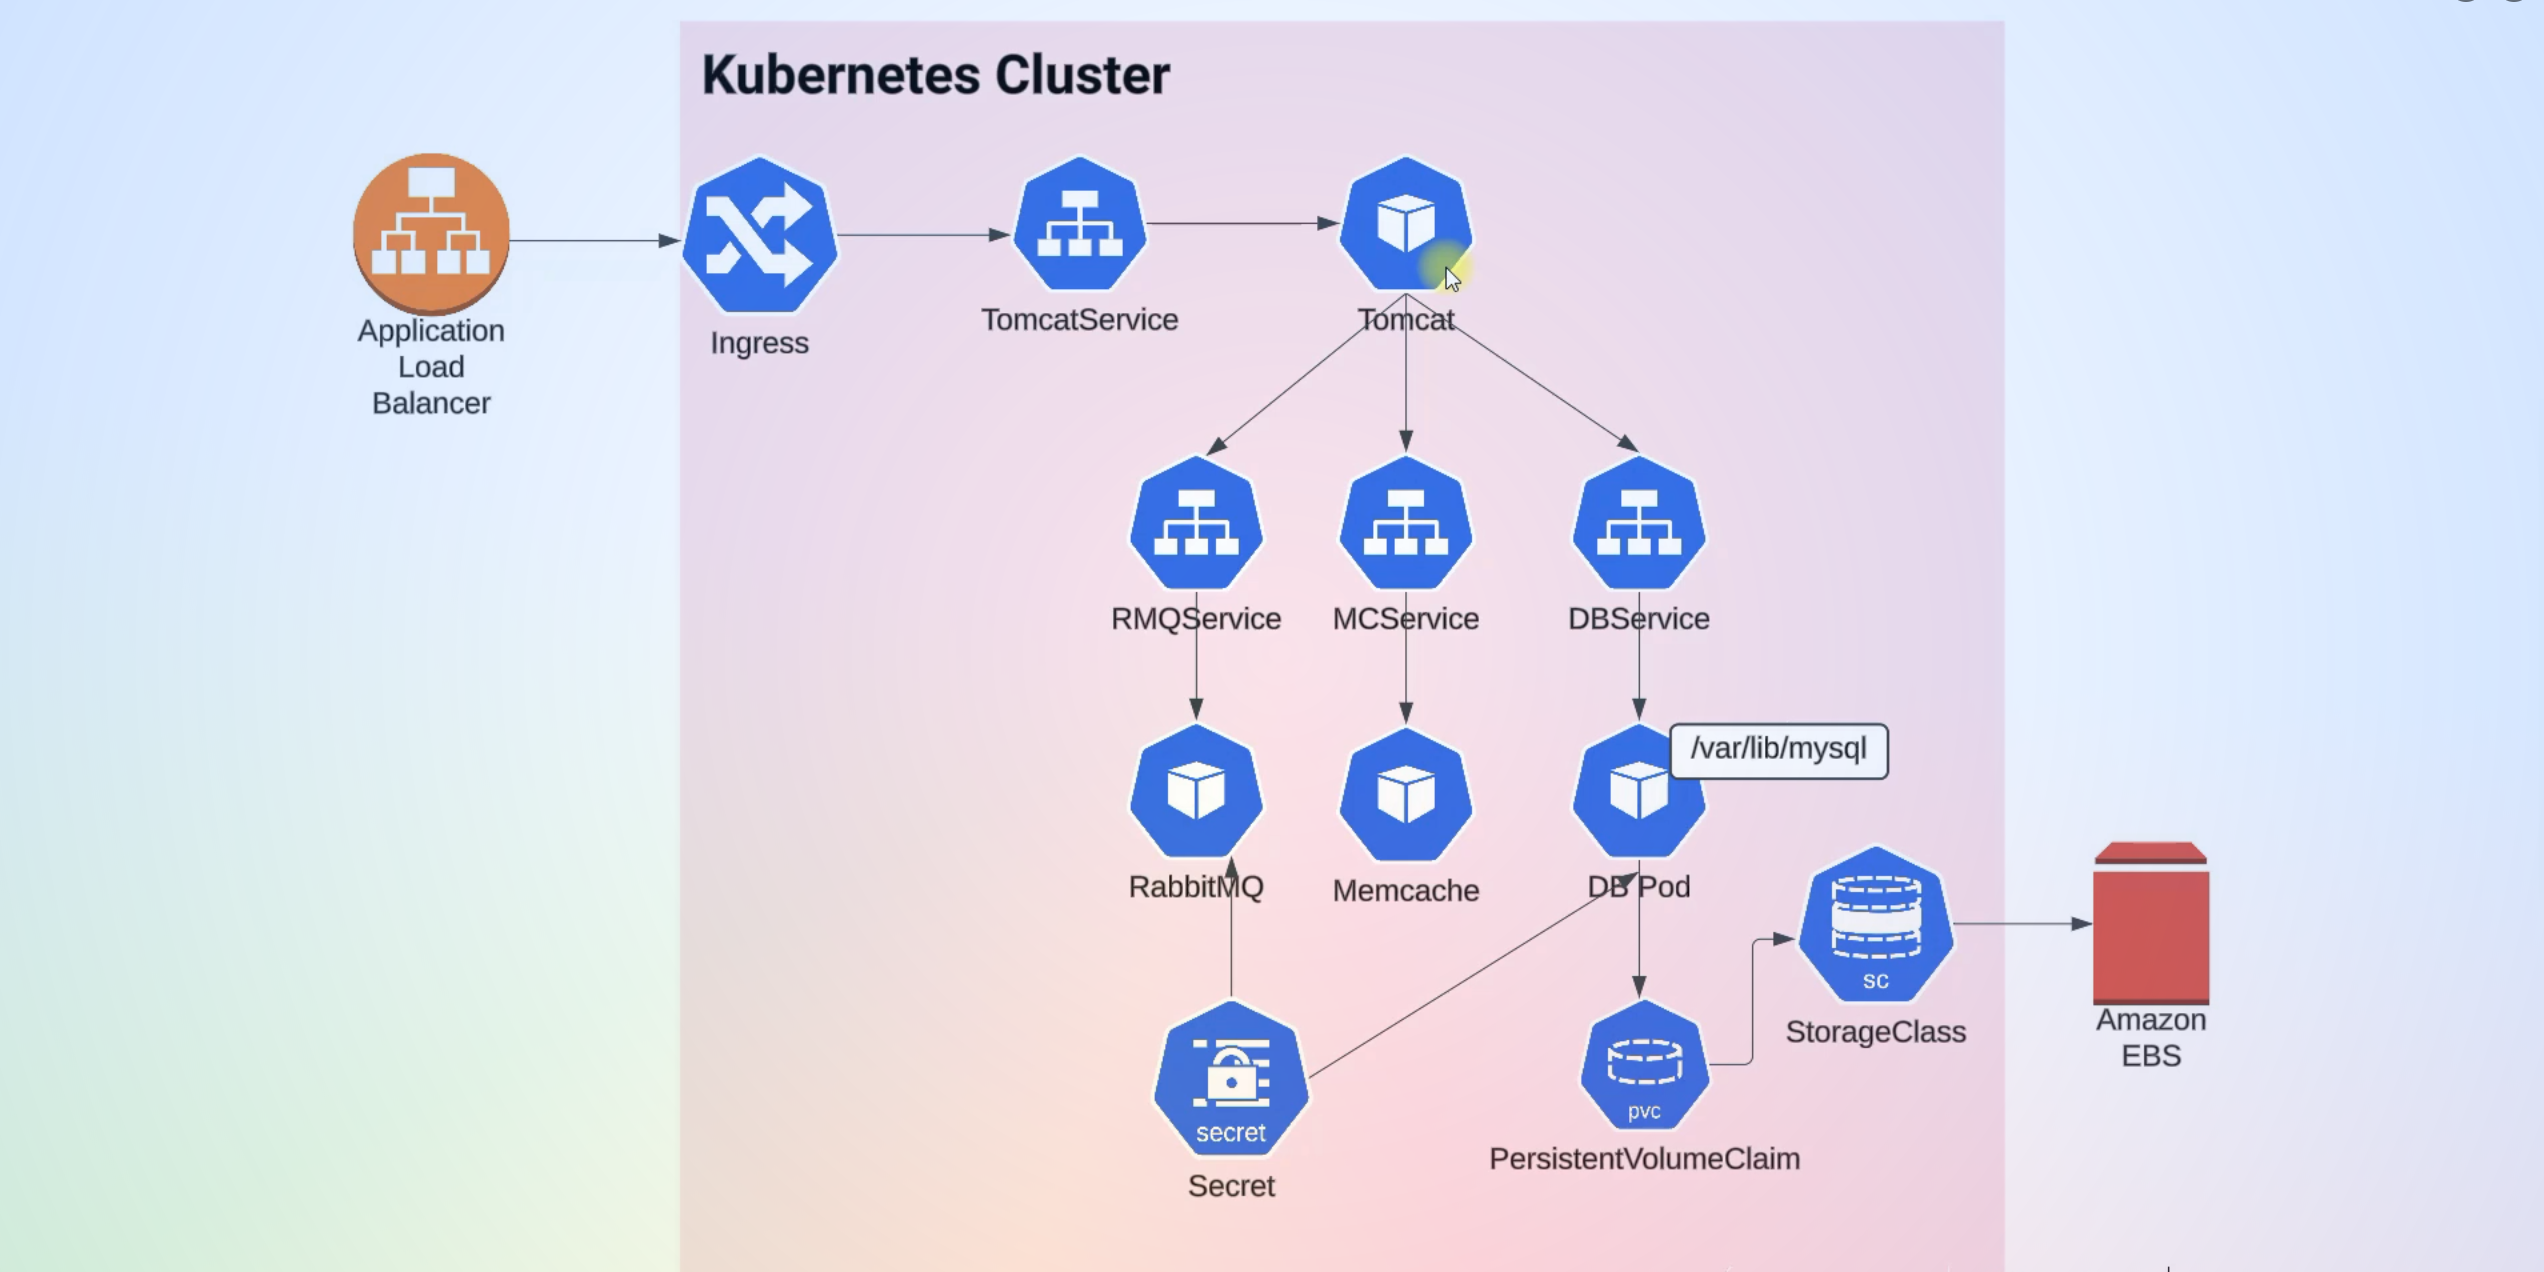 Kubernetes Cluster
Application
Load
Balancer
Ingress
TomcatService
Tomcat
RMQService
MCService
DBService
/var/lib/mysql
RabbitMQ
Memcache
DB Pod
sc
StorageClass
Amazon
EBS
secret
Secret
pvc
PersistentVolumeClaim